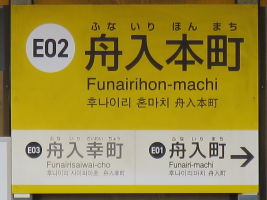 ふな いり ほん まち
E02 舟入本町
Funairihon-machi
후나이리 혼마치 舟入本町
ふな いり さいわい ちょう
E03 舟入幸町
Funairisaiwai-cho
후나이리 사이와이초 舟入幸町
ふな いり まち
E01 舟入町
Funairi-machi
후나이리마치 舟入町